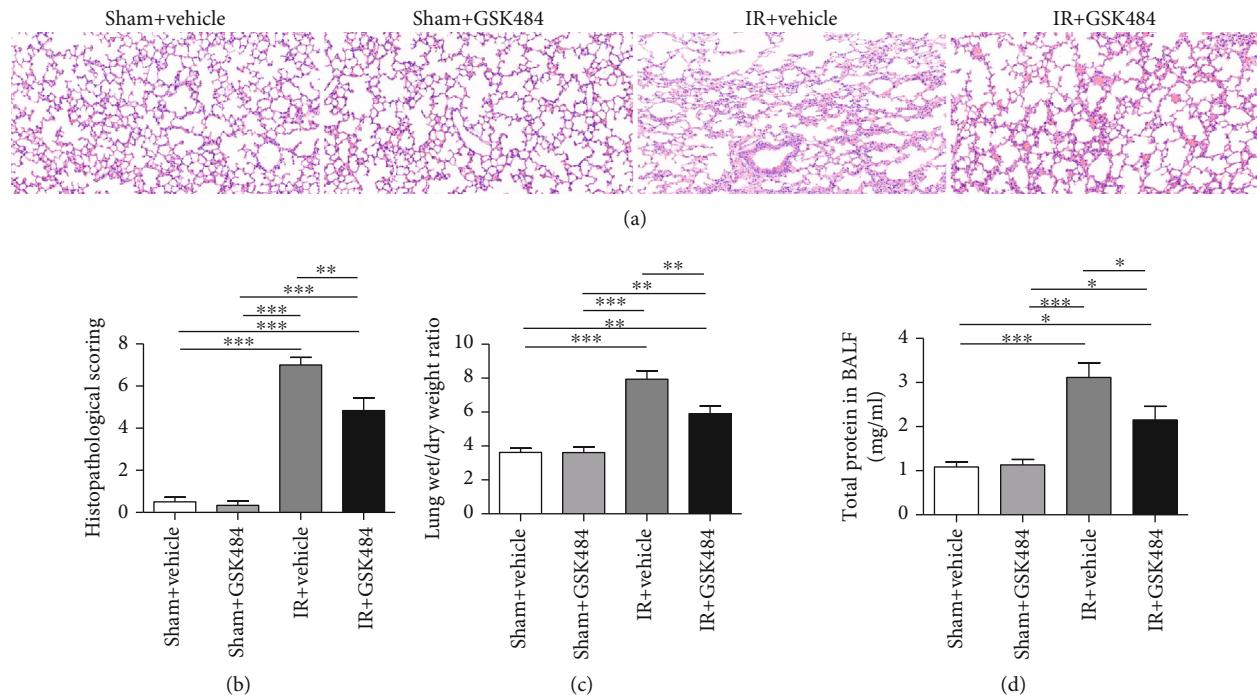 Sham+vehicle
Sham+GSK484
IR+vehicle
IR+GSK484
(a)
**
***
***
***
***
Histopathological scoring
8
6
4
2
0
Sham+vehicle
Sham+GSK484
IR+vehicle
IR+GSK484
(b)
**
**
***
**
***
Lung wet/dry weight ratio
10
8
6
4
2
0
Sham+vehicle
Sham+GSK484
IR+vehicle
IR+GSK484
(c)
*
*
***
*
***
Total protein in BALF
(mg/ml)
4
3
2
1
0
Sham+vehicle
Sham+GSK484
IR+vehicle
IR+GSK484
(d)